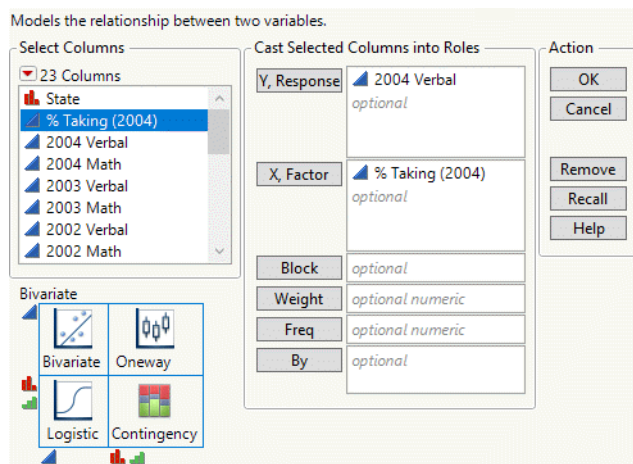 Models the relationship between two variables.
Select Columns
23 Columns
State
% Taking (2004)
2004 Verbal
2004 Math
2003 Verbal
2003 Math
2002 Verbal
2002 Math
Bivariate
Bivariate Oneway
Logistic Contingency
Cast Selected Columns into Roles
Y, Response 2004 Verbal
optional
X, Factor % Taking (2004)
optional
Block optional
Weight optional numeric
Freq optional numeric
By optional
Action
OK
Cancel
Remove
Recall
Help